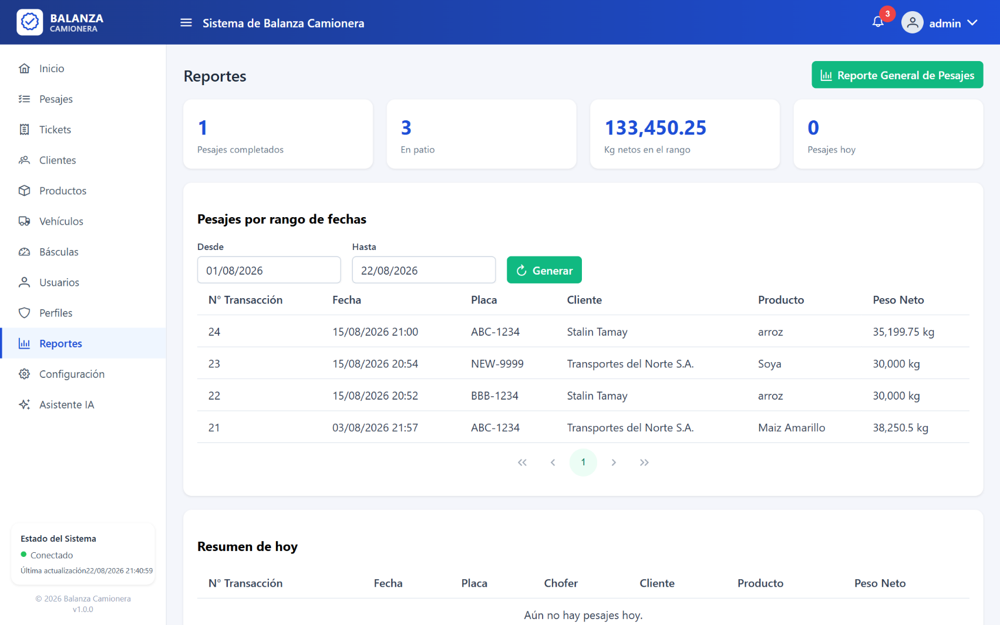 BALANZA
CAMIONERA
Sistema de Balanza Camionera
3
admin
Inicio
Pesajes
Tickets
Clientes
Productos
Vehículos
Básculas
Usuarios
Perfiles
Reportes
Configuración
Asistente IA
Estado del Sistema
Conectado
Última actualización22/08/2026 21:40:59
© 2026 Balanza Camionera
v1.0.0
Reportes
Reporte General de Pesajes
1
Pesajes completados
3
En patio
133,450.25
Kg netos en el rango
0
Pesajes hoy
Pesajes por rango de fechas
Desde Hasta
01/08/2026 22/08/2026 Generar
N° Transacción Fecha Placa Cliente Producto Peso Neto
24 15/08/2026 21:00 ABC-1234 Stalin Tamay arroz 35,199.75 kg
23 15/08/2026 20:54 NEW-9999 Transportes del Norte S.A. Soya 30,000 kg
22 15/08/2026 20:52 BBB-1234 Stalin Tamay arroz 30,000 kg
21 03/08/2026 21:57 ABC-1234 Transportes del Norte S.A. Maiz Amarillo 38,250.5 kg
1
Resumen de hoy
N° Transacción Fecha Placa Chofer Cliente Producto Peso Neto
Aún no hay pesajes hoy.